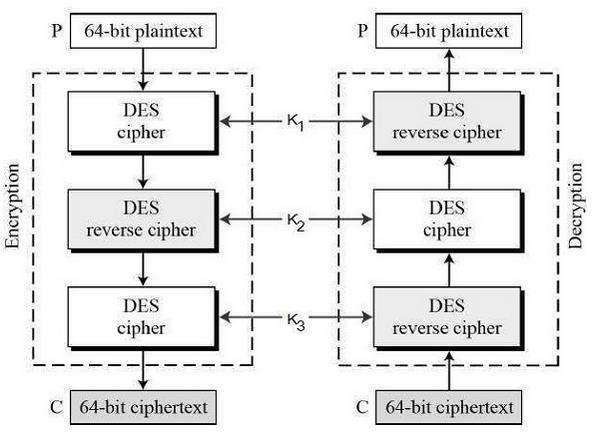 P 64-bit plaintext
P 64-bit plaintext
Encryption
DES
cipher
K1
DES
reverse cipher
DES
reverse cipher
K2
DES
cipher
DES
cipher
K3
DES
reverse cipher
Decryption
C 64-bit ciphertext
C 64-bit ciphertext